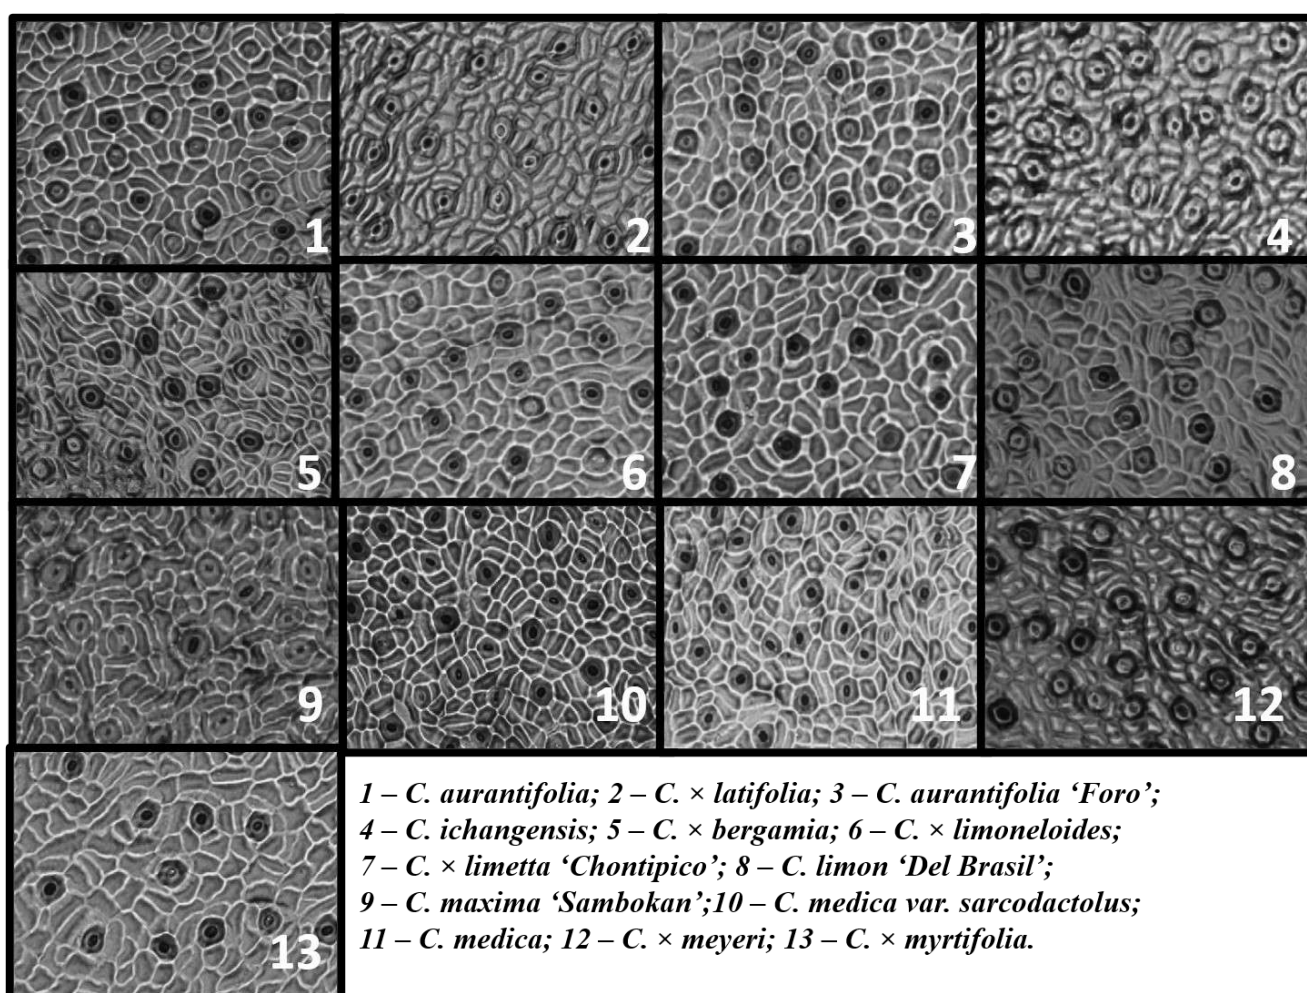 1
2
3
4
5
6
7
8
9
10
11
12
13
1 – C. aurantifolia; 2 – C. × latifolia; 3 – C. aurantifolia ‘Foro’;
4 – C. ichangensis; 5 – C. × bergamia; 6 – C. × limoneloides;
7 – C. × limetta ‘Chontipico’; 8 – C. limon ‘Del Brasil’;
9 – C. maxima ‘Sambokan’;10 – C. medica var. sarcodactolus;
11 – C. medica; 12 – C. × meyeri; 13 – C. × myrtifolia.